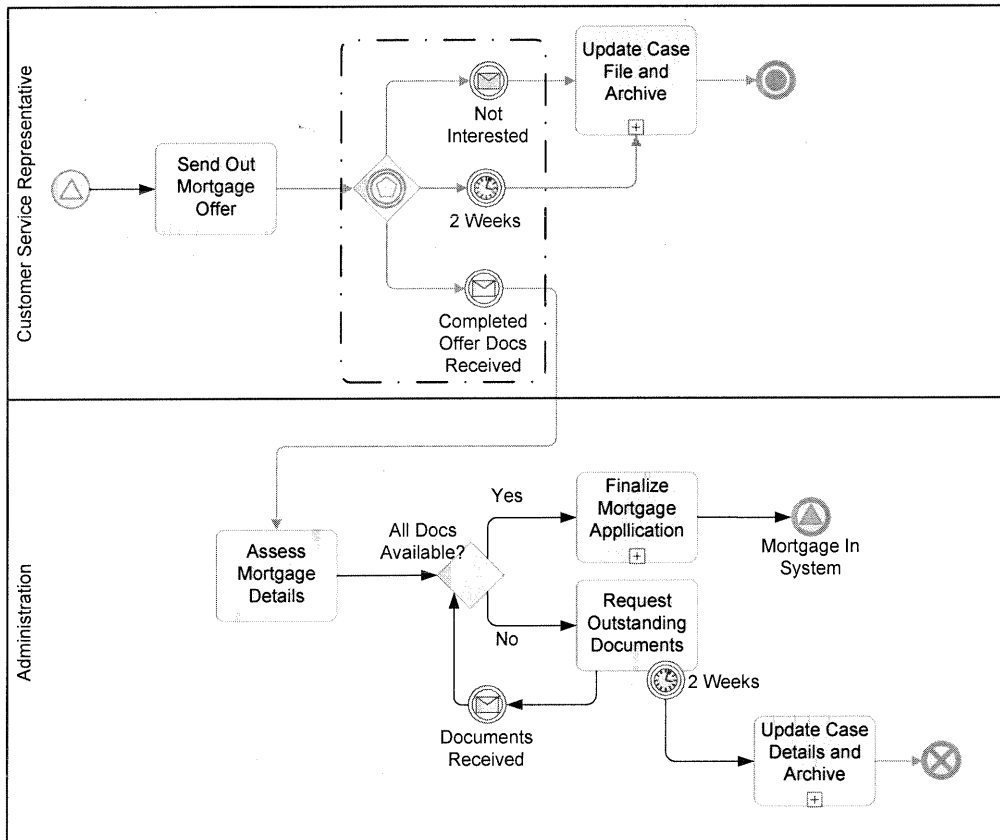 Customer Service Representative
Send Out
Mortgage
Offer
Not
Interested
2 Weeks
Completed
Offer Docs
Received
Update Case
File and
Archive
Administration
Assess
Mortgage
Details
All Docs
Available?
Yes
No
Finalize
Mortgage
Appllication
Mortgage In
System
Request
Outstanding
Documents
2 Weeks
Documents
Received
Update Case
Details and
Archive